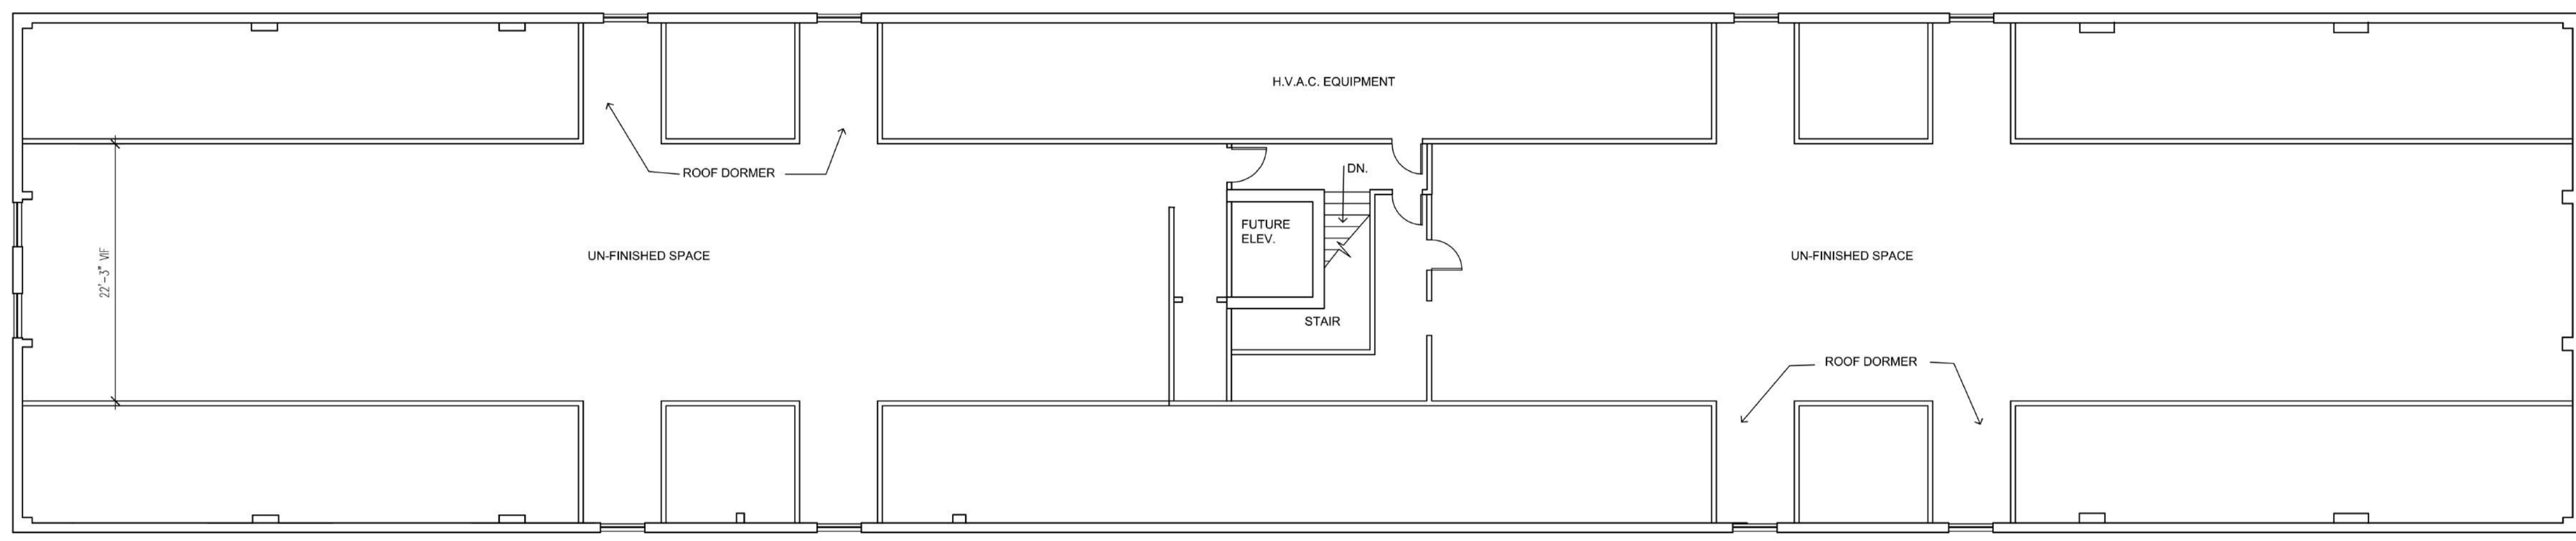 H.V.A.C. EQUIPMENT
ROOF DORMER
DN.
FUTURE
ELEV.
UN-FINISHED SPACE
UN-FINISHED SPACE
22'-3" VIF
STAIR
ROOF DORMER